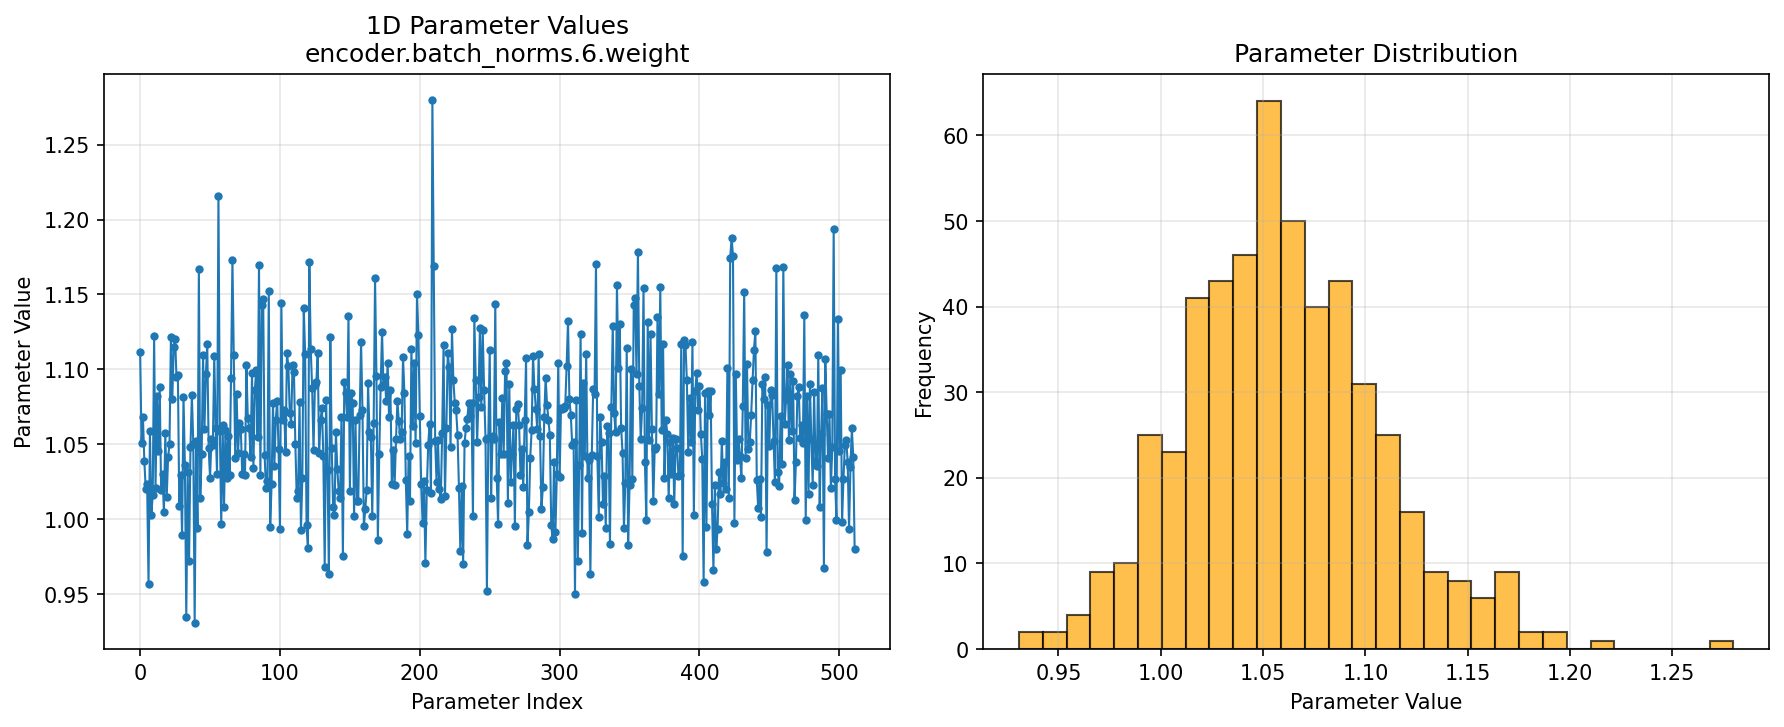 1D Parameter Values
encoder.batch_norms.6.weight
Parameter Value
1.25
1.20
1.15
1.10
1.05
1.00
0.95
0 100 200 300 400 500
Parameter Index
Parameter Distribution
Frequency
60
50
40
30
20
10
0
0.95 1.00 1.05 1.10 1.15 1.20 1.25
Parameter Value